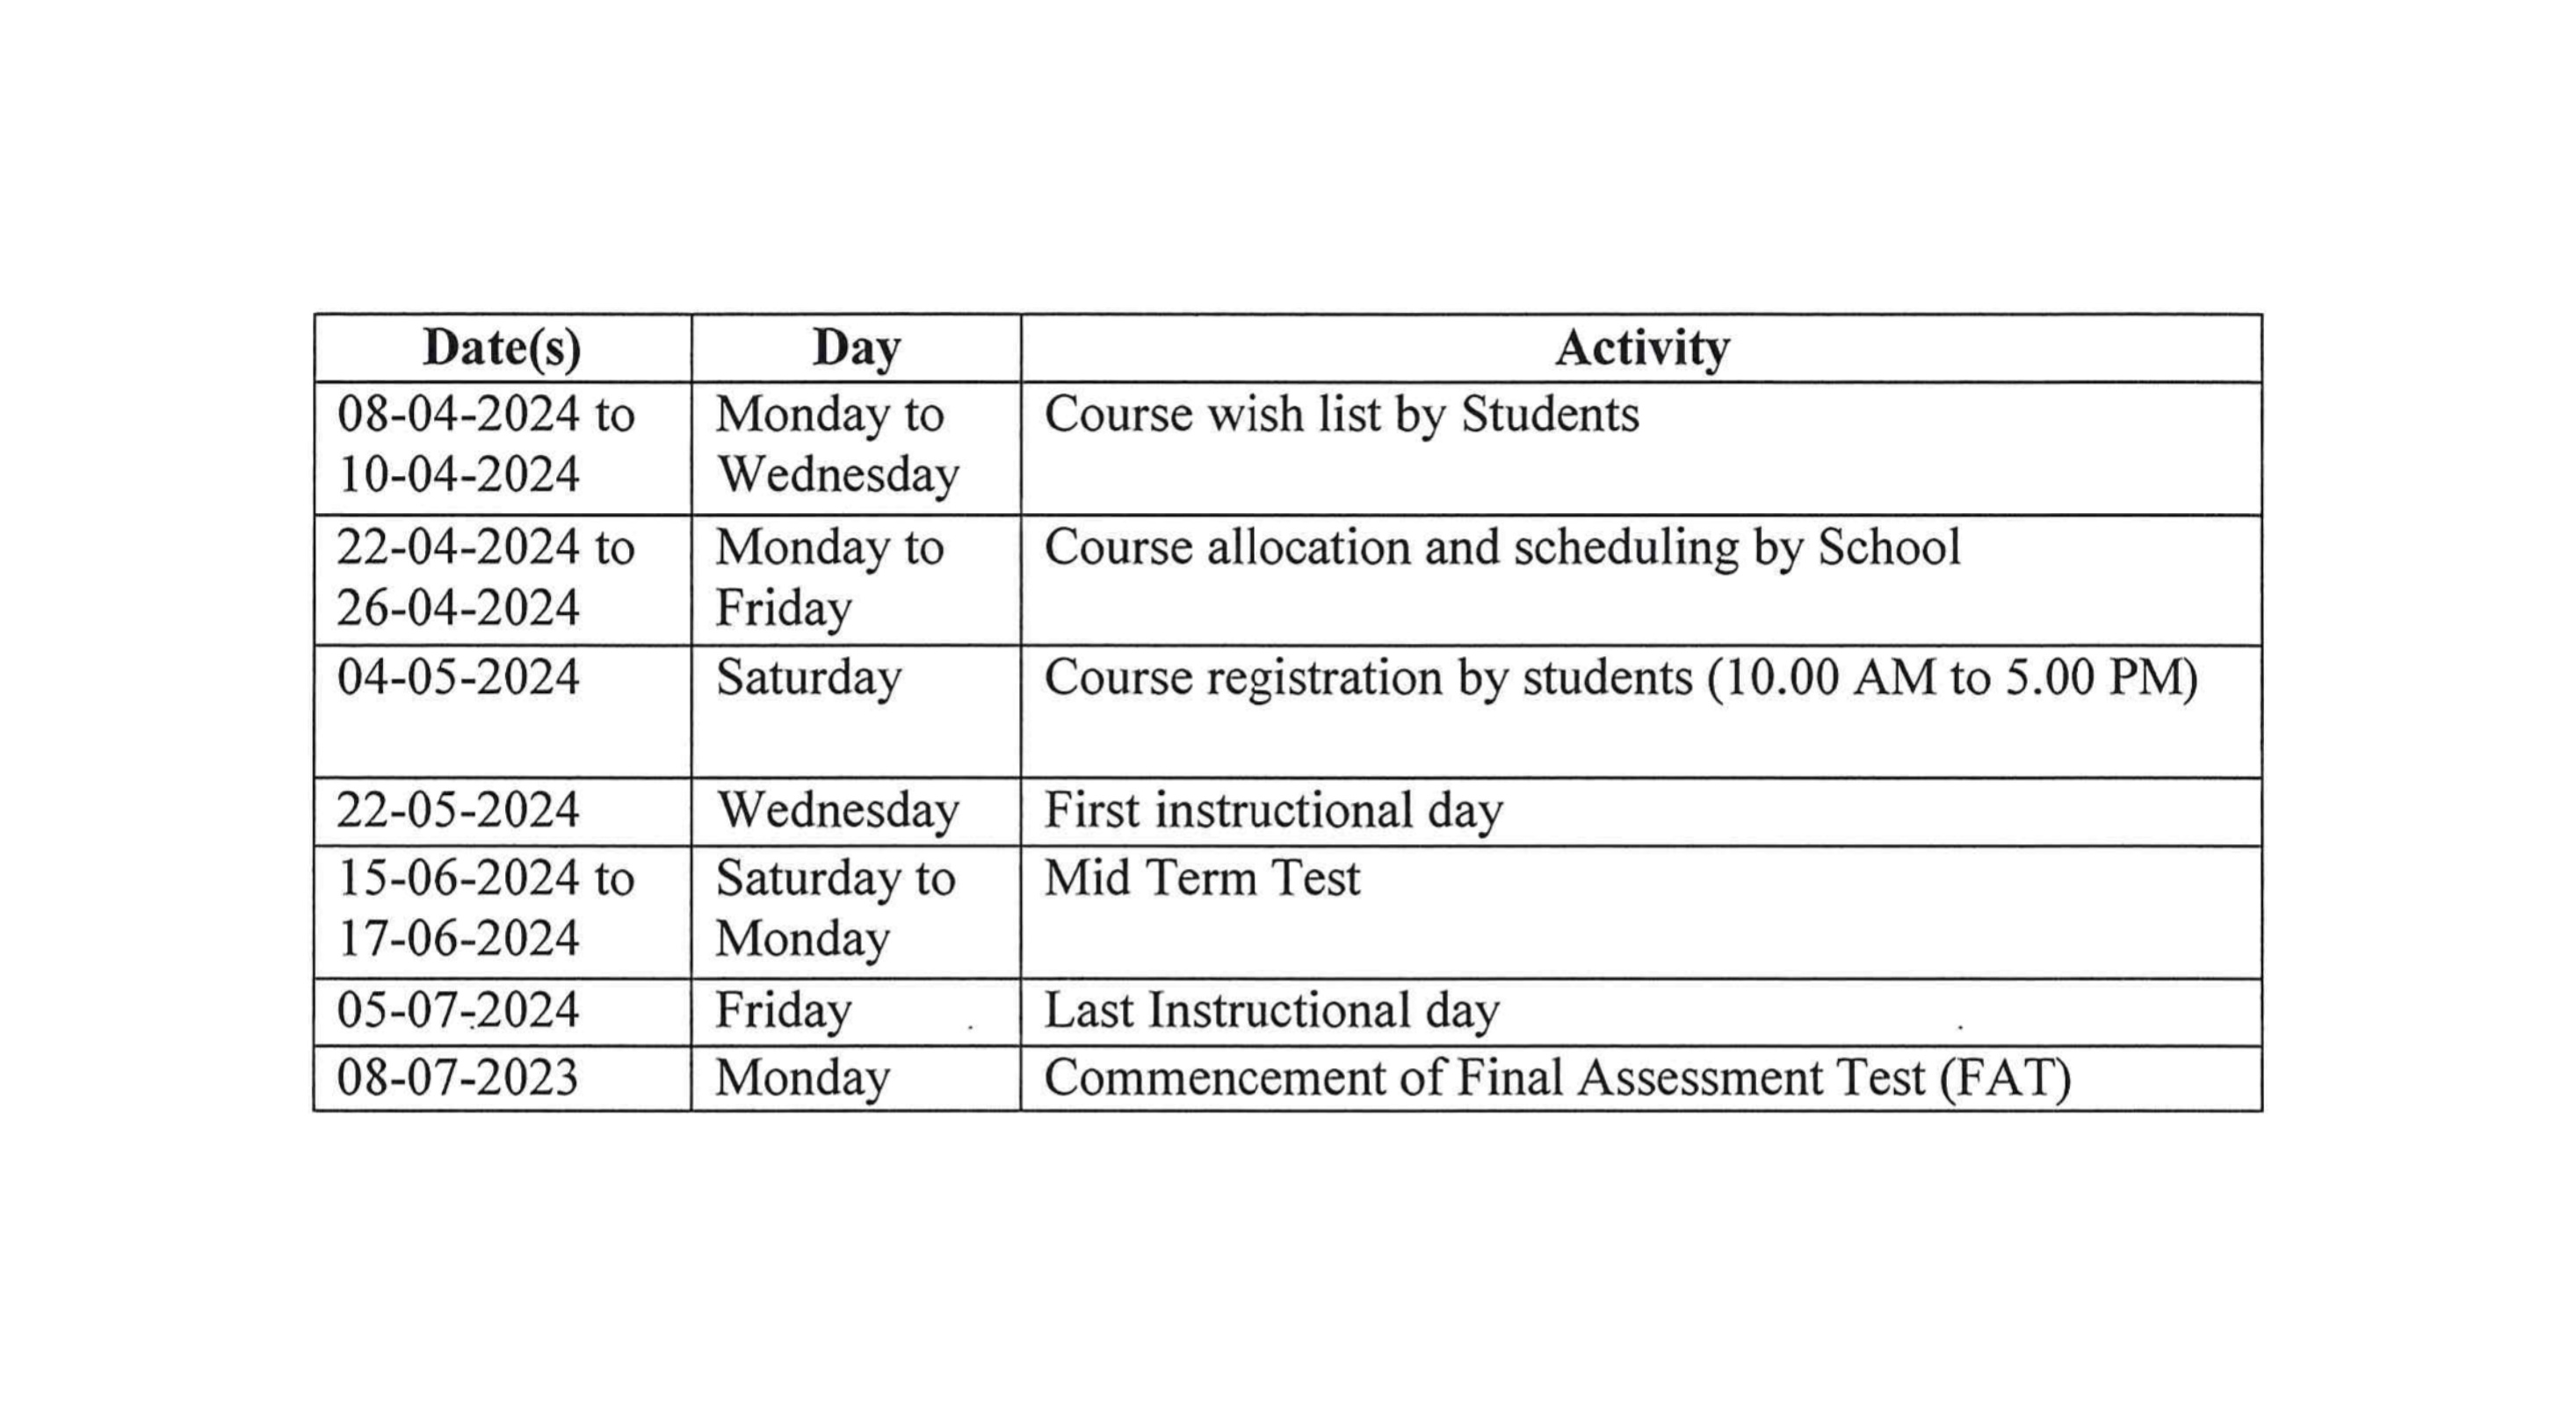 Date(s) Day Activity
08-04-2024 to Monday to Course wish list by Students
10-04-2024 Wednesday
22-04-2024 to Monday to Course allocation and scheduling by School
26-04-2024 Friday
04-05-2024 Saturday Course registration by students (10.00 AM to 5.00 PM)
22-05-2024 Wednesday First instructional day
15-06-2024 to Saturday to Mid Term Test
17-06-2024 Monday
05-07-2024 Friday Last Instructional day
08-07-2023 Monday Commencement of Final Assessment Test (FAT)